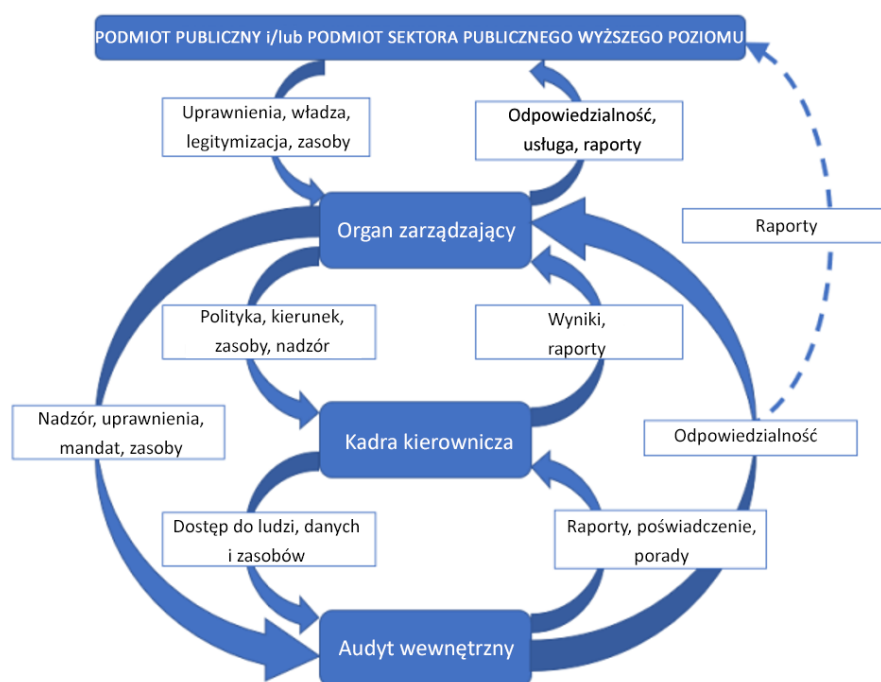 PODMIOT PUBLICZNY i/lub PODMIOT SEKTORA PUBLICZNEGO WYŻSZEGO POZIOMU
Uprawnienia, władza,
legitymizacja, zasoby
Odpowiedzialność,
usługa, raporty
Raporty
Organ zarządzający
Polityka, kierunek,
zasoby, nadzór
Wyniki,
raporty
Nadzór, uprawnienia,
mandat, zasoby
Kadra kierownicza
Odpowiedzialność
Dostęp do ludzi, danych
i zasobów
Raporty, poświadczenie,
porady
Audyt wewnętrzny